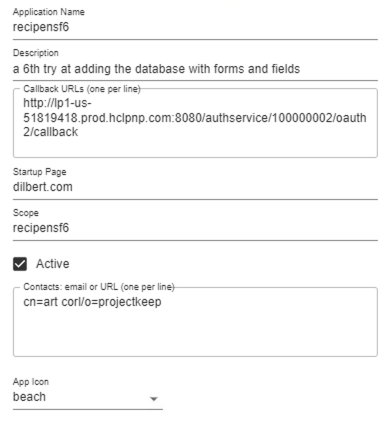 Application Name
recipensf6
Description
a 6th try at adding the database with forms and fields
Callback URLs (one per line)
http://lp1-us-
51819418.prod.hclpnp.com:8080/authservice/100000002/oauth
2/callback
Startup Page
dilbert.com
Scope
recipensf6
Active
Contacts: email or URL (one per line)
cn=art corl/o=projectkeep
App Icon
beach